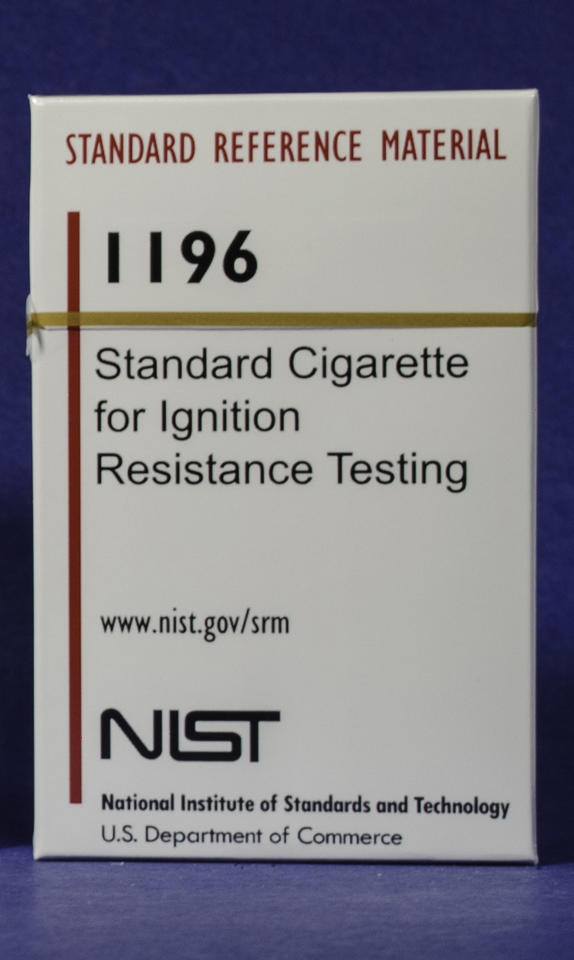 STANDARD REFERENCE MATERIAL
1196
Standard Cigarette
for Ignition
Resistance Testing
www.nist.gov/srm
NIST
National Institute of Standards and Technology
U.S. Department of Commerce